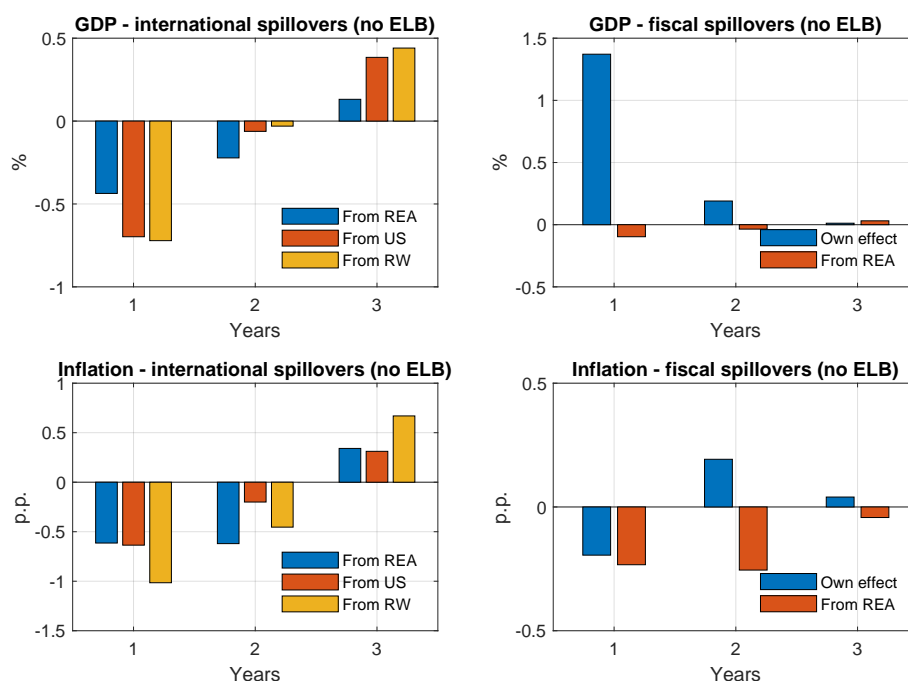 GDP - international spillovers (no ELB)
0.5
0
-0.5
-1
%
From REA
From US
From RW
1 2 3
Years
GDP - fiscal spillovers (no ELB)
1.5
1
0.5
0
-0.5
%
Own effect
From REA
1 2 3
Years
Inflation - international spillovers (no ELB)
1
0.5
0
-0.5
-1
-1.5
p.p.
From REA
From US
From RW
1 2 3
Years
Inflation - fiscal spillovers (no ELB)
0.5
0
-0.5
p.p.
Own effect
From REA
1 2 3
Years